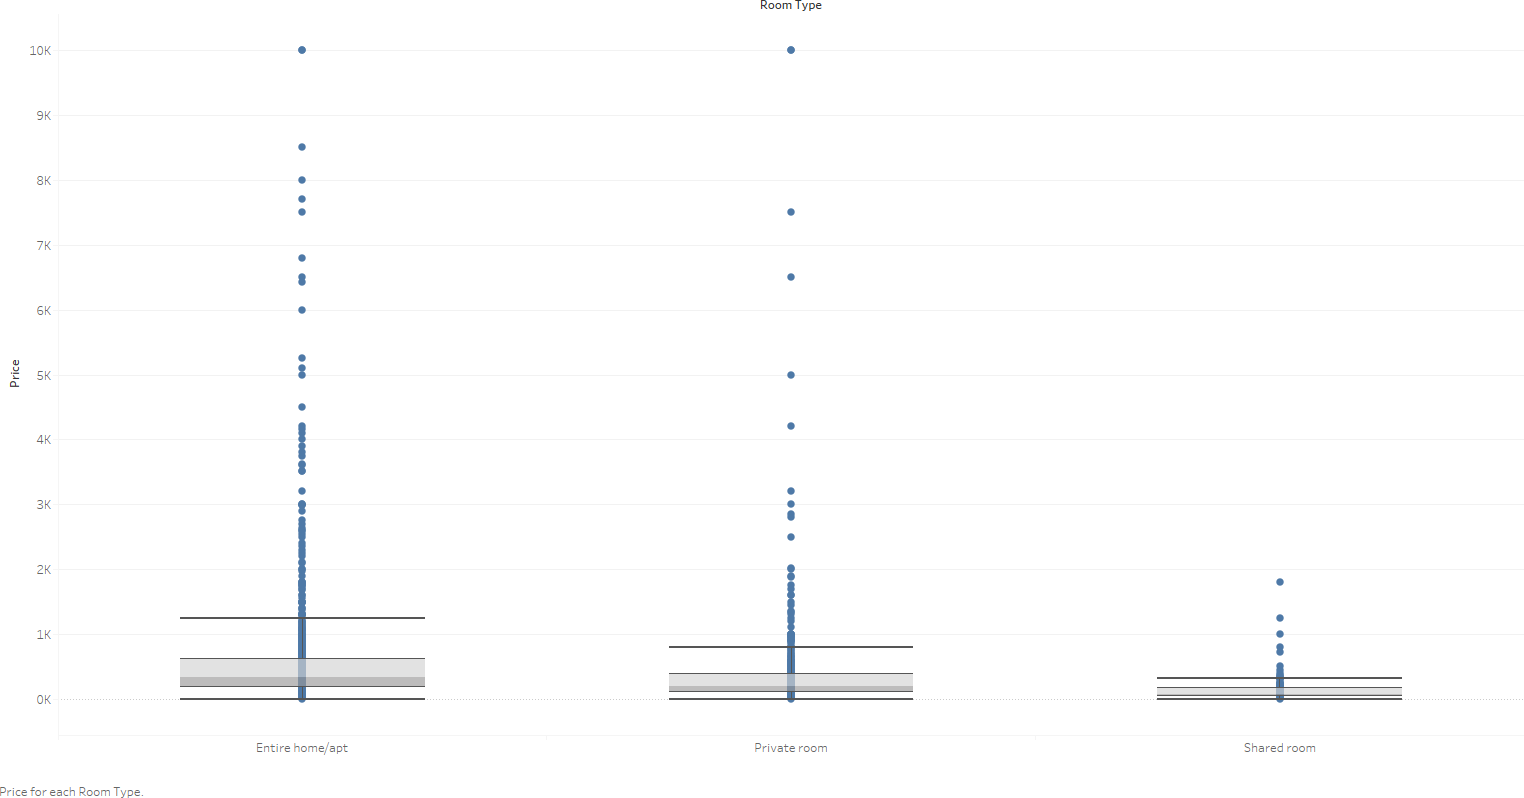 Room Type
10K
9K
8K
7K
6K
5K
4K
3K
2K
1K
0K
Price
Entire home/apt
Private room
Shared room
Price for each Room Type.